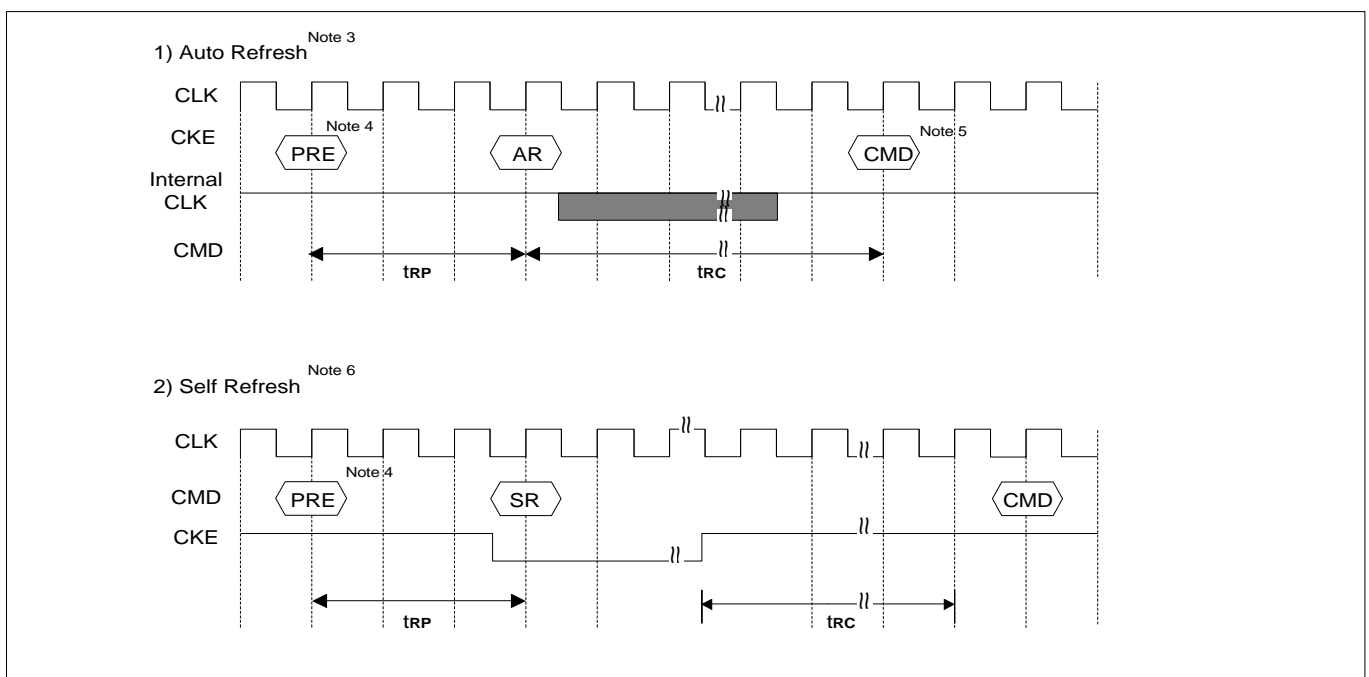 1) Auto Refresh Note 3
CLK
CKE
Note 4
Note 5
PRE
AR
CMD
Internal
CLK
CMD
tRP
tRC
2) Self Refresh Note 6
CLK
Note 4
CMD
PRE
SR
CMD
CKE
tRP
tRC